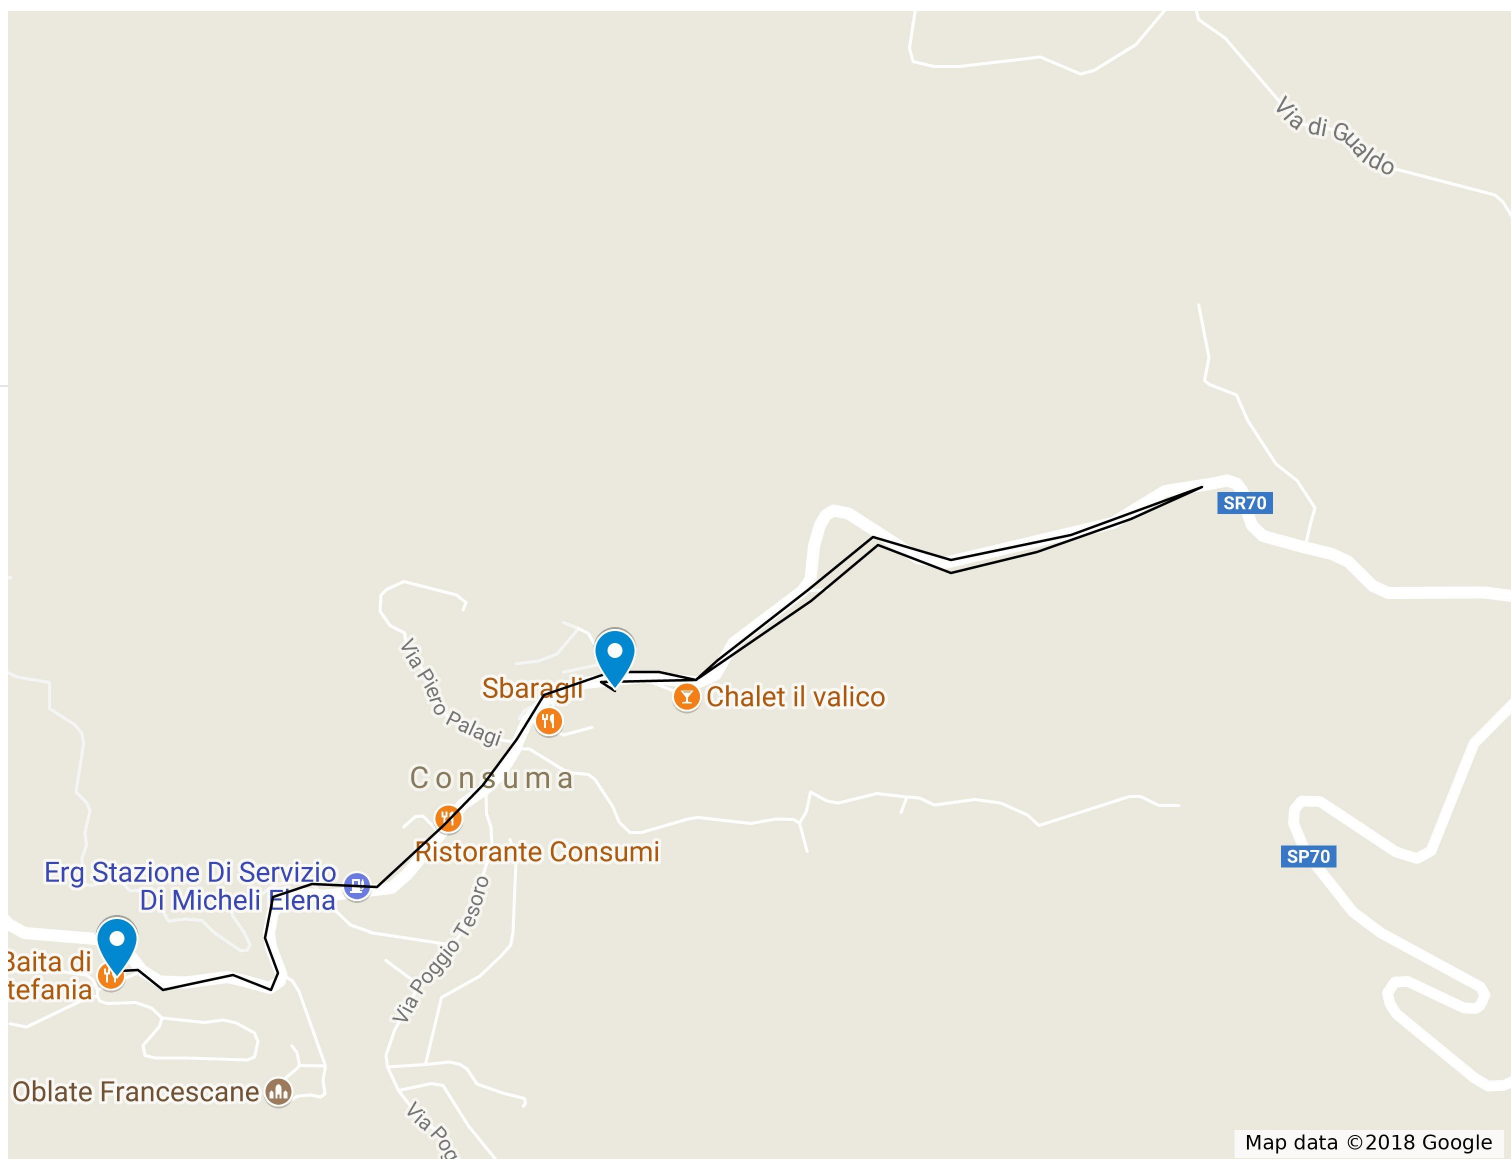 Via di Gualdo
SR70
Via Piero Palagi
Sbaragli
Chalet il valico
Consuma
Ristorante Consumi
SP70
Erg Stazione Di Servizio
Di Micheli Elena
Via Poggio Tesoro
Baita di
tefania
Oblate Francescane
Via Pog
Map data ©2018 Google